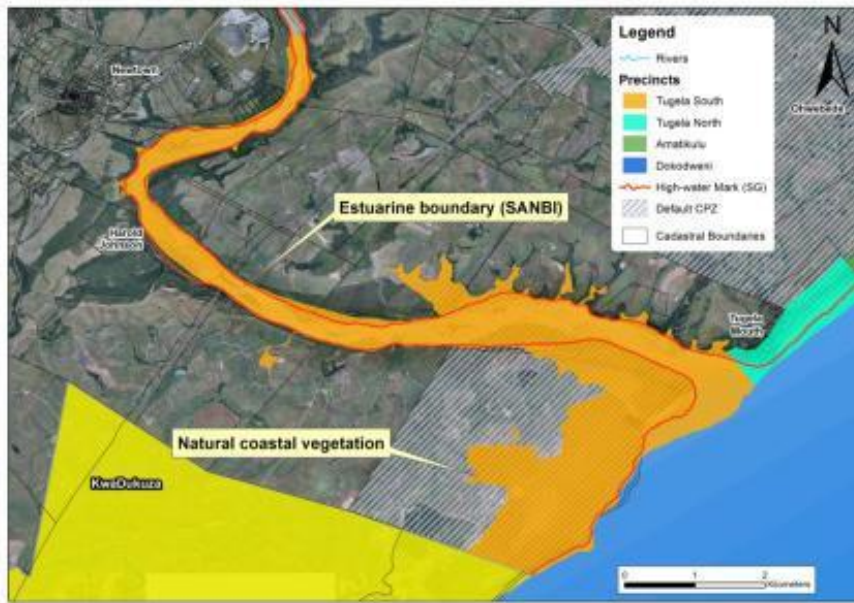 Legend
Rivers
Precincts
Tugela South
Tugela North
Amatikulu
Dokodweni
High-water Mark (SG)
Default CPZ
Cadastral Boundaries
N
Newtown
Estuarine boundary (SANBI)
Harold
Johnson
Tugela
Mouth
Natural coastal vegetation
KwaDukuza
0 1 2
Kilometers